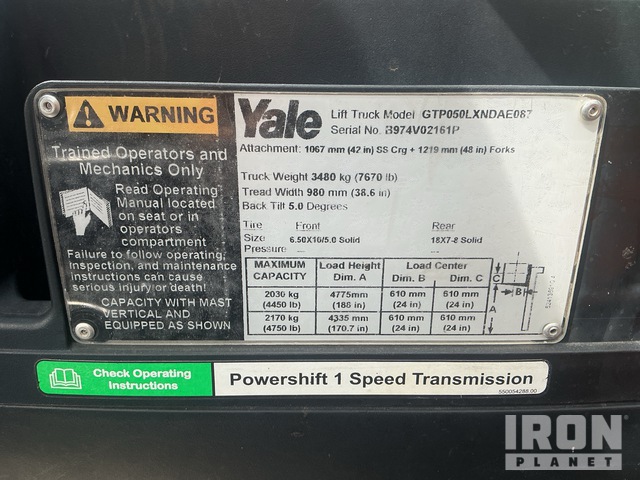 WARNING
Trained Operators and
Mechanics Only
Read Operating
Manual located
on seat or in
operators
compartment
Failure to follow operating,
inspection, and maintenance
instructions can cause
serious injury or death!
CAPACITY WITH MAST
VERTICAL AND
EQUIPPED AS SHOWN
Yale
Lift Truck Model GTP050LXNDAE087
Serial No. B974V02161P
Attachment: 1067 mm (42 in) SS Crg + 1219 mm (48 in) Forks
Truck Weight 3480 kg (7670 lb)
Tread Width 980 mm (38.6 in)
Back Tilt 5.0 Degrees
Tire Front Rear
Size 6.50X10/5.0 Solid 18X7-8 Solid
Pressure -- --
MAXIMUM CAPACITY Load Height Dim. A Load Center Dim. B Dim. C
2030 kg (4450 lb) 4775mm (188 in) 610 mm (24 in) 610 mm (24 in)
2170 kg (4750 lb) 4335mm (170.7 in) 610 mm (24 in) 610 mm (24 in)
C
B
A
Check Operating
Instructions
Powershift 1 Speed Transmission
550054288 00
IRON
PLANET